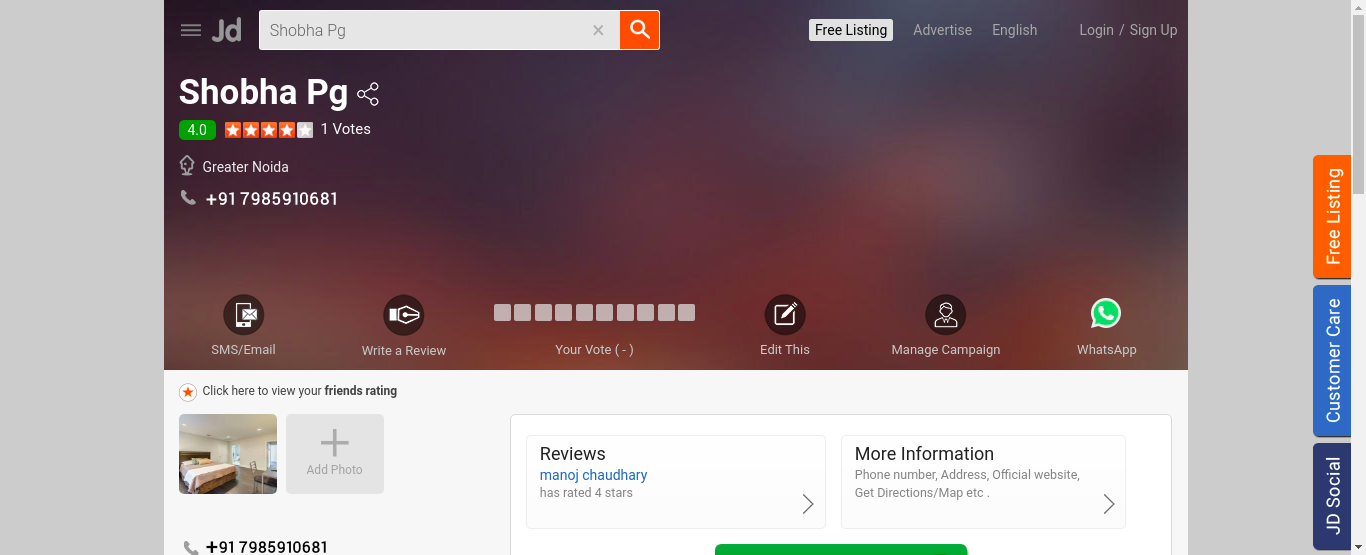 Jd
Shobha Pg
Free Listing
Advertise
English
Login / Sign Up
Shobha Pg
4.0
1 Votes
Greater Noida
+91 7985910681
SMS/Email
Write a Review
Your Vote ( - )
Edit This
Manage Campaign
WhatsApp
Click here to view your friends rating
Add Photo
+91 7985910681
Reviews
manoj chaudhary
has rated 4 stars
More Information
Phone number, Address, Official website,
Get Directions/Map etc .
Free Listing
Customer Care
JD Social